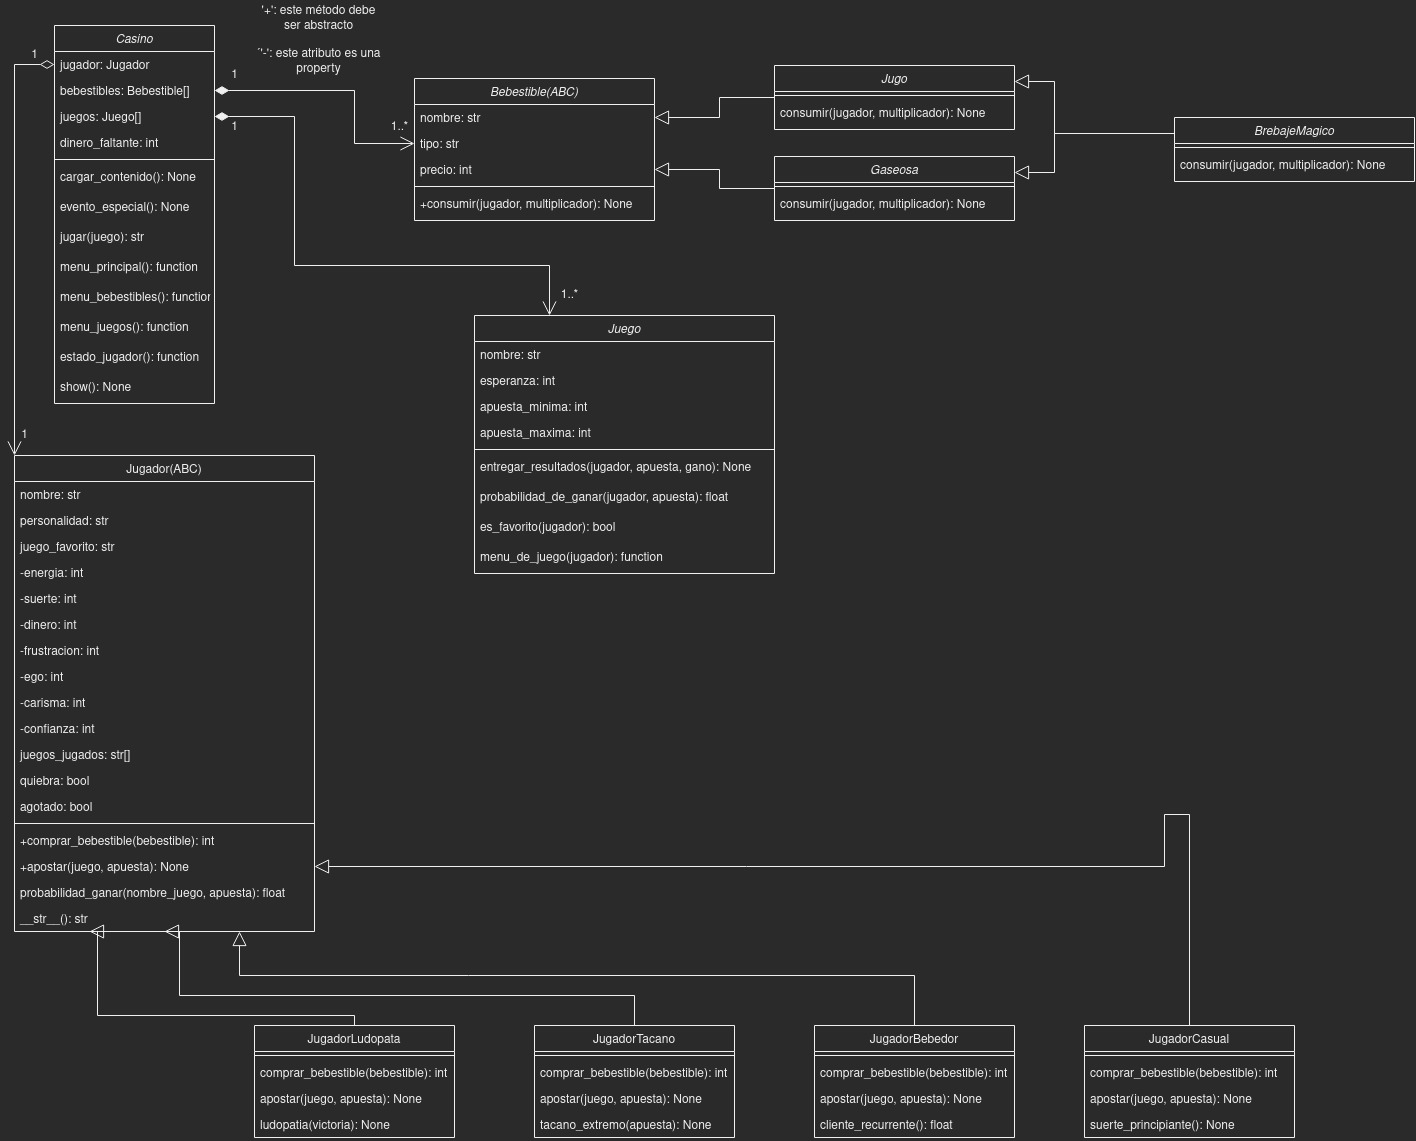 '+': este método debe
ser abstracto
´'-': este atributo es una
property
Casino
jugador: Jugador
bebestibles: Bebestible[]
juegos: Juego[]
dinero_faltante: int
cargar_contenido(): None
evento_especial(): None
jugar(juego): str
menu_principal(): function
menu_bebestibles(): function
menu_juegos(): function
estado_jugador(): function
show(): None
1
1
1
1..*
1..*
1
Bebestible(ABC)
nombre: str
tipo: str
precio: int
+consumir(jugador, multiplicador): None
Jugo
consumir(jugador, multiplicador): None
Gaseosa
consumir(jugador, multiplicador): None
BrebajeMagico
consumir(jugador, multiplicador): None
Juego
nombre: str
esperanza: int
apuesta_minima: int
apuesta_maxima: int
entregar_resultados(jugador, apuesta, gano): None
probabilidad_de_ganar(jugador, apuesta): float
es_favorito(jugador): bool
menu_de_juego(jugador): function
Jugador(ABC)
nombre: str
personalidad: str
juego_favorito: str
-energia: int
-suerte: int
-dinero: int
-frustracion: int
-ego: int
-carisma: int
-confianza: int
juegos_jugados: str[]
quiebra: bool
agotado: bool
+comprar_bebestible(bebestible): int
+apostar(juego, apuesta): None
probabilidad_ganar(nombre_juego, apuesta): float
__str__(): str
JugadorLudopata
comprar_bebestible(bebestible): int
apostar(juego, apuesta): None
ludopatia(victoria): None
JugadorTacano
comprar_bebestible(bebestible): int
apostar(juego, apuesta): None
tacano_extremo(apuesta): None
JugadorBebedor
comprar_bebestible(bebestible): int
apostar(juego, apuesta): None
cliente_recurrente(): float
JugadorCasual
comprar_bebestible(bebestible): int
apostar(juego, apuesta): None
suerte_principiante(): None